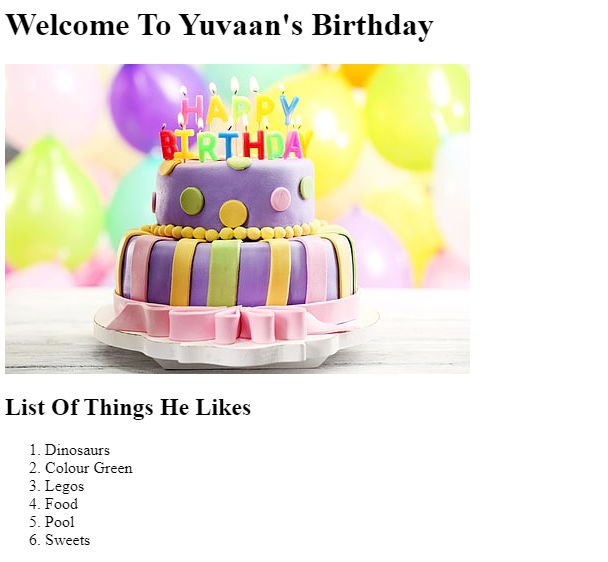 Welcome To Yuvaan's Birthday
HAPPY
BIRTHDAY
List Of Things He Likes
1. Dinosaurs
2. Colour Green
3. Legos
4. Food
5. Pool
6. Sweets